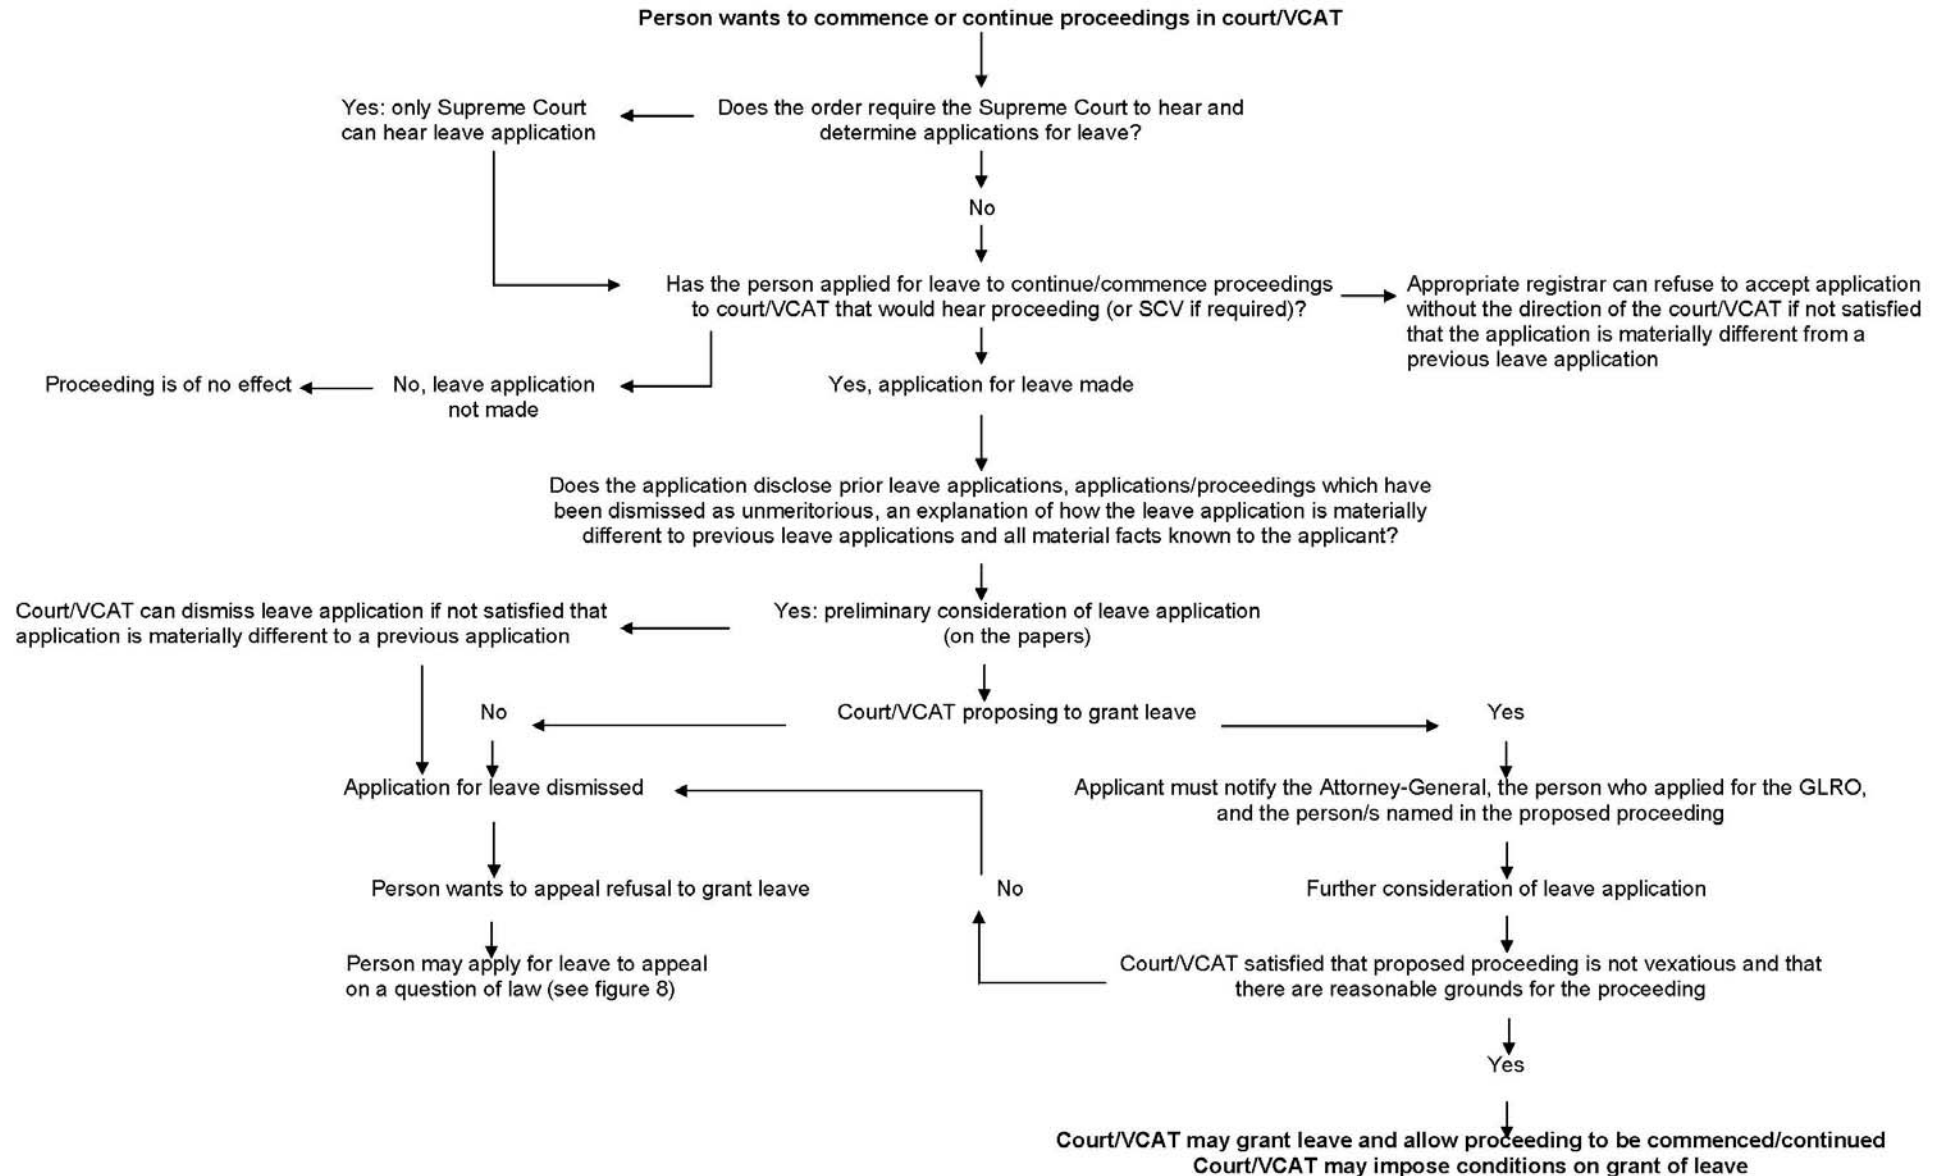 Person wants to commence or continue proceedings in court/VCAT
Yes: only Supreme Court
can hear leave application
Does the order require the Supreme Court to hear and
determine applications for leave?
No
Has the person applied for leave to continue/commence proceedings
to court/VCAT that would hear proceeding (or SCV if required)?
Appropriate registrar can refuse to accept application
without the direction of the court/VCAT if not satisfied
that the application is materially different from a
previous leave application
Proceeding is of no effect
No, leave application
not made
Yes, application for leave made
Does the application disclose prior leave applications, applications/proceedings which have
been dismissed as unmeritorious, an explanation of how the leave application is materially
different to previous leave applications and all material facts known to the applicant?
Court/VCAT can dismiss leave application if not satisfied that
application is materially different to a previous application
Yes: preliminary consideration of leave application
(on the papers)
No
Court/VCAT proposing to grant leave
Yes
Application for leave dismissed
Applicant must notify the Attorney-General, the person who applied for the GLRO,
and the person/s named in the proposed proceeding
Person wants to appeal refusal to grant leave
No
Further consideration of leave application
Person may apply for leave to appeal
on a question of law (see figure 8)
Court/VCAT satisfied that proposed proceeding is not vexatious and that
there are reasonable grounds for the proceeding
Yes
Court/VCAT may grant leave and allow proceeding to be commenced/continued
Court/VCAT may impose conditions on grant of leave